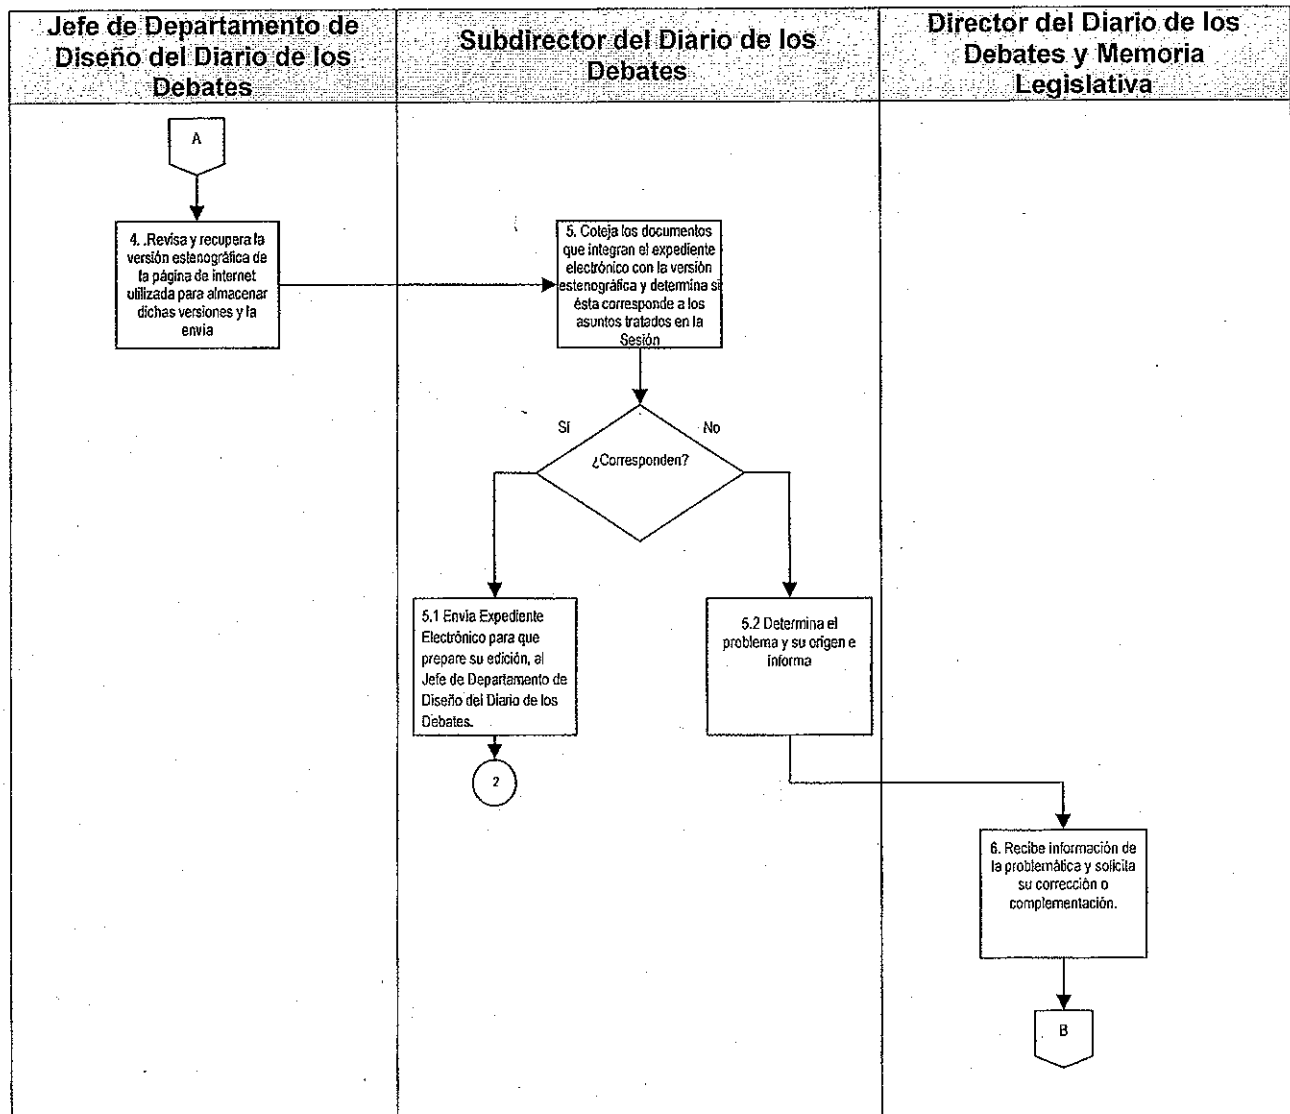 Jefe de Departamento de
Diseño del Diario de los
Debates
Subdirector del Diario de los
Debates
Director del Diario de los
Debates y Memoria
Legislativa
A
4. .Revisa y recupera la
versión estenográfica de
la página de internet
utilizada para almacenar
dichas versiones y la
envia
5. Coteja los documentos
que integran el expediente
electrónico con la versión
estenográfica y determina si
ésta corresponde a los
asuntos tratados en la
Sesión
Sí
No
¿Corresponden?
5.1 Envia Expediente
Electrónico para que
prepare su edición, al
Jefe de Departamento de
Diseño del Diario de los
Debates.
5.2 Determina el
problema y su origen e
informa
2
6. Recibe información de
la problemática y solicita
su corrección o
complementación.
B